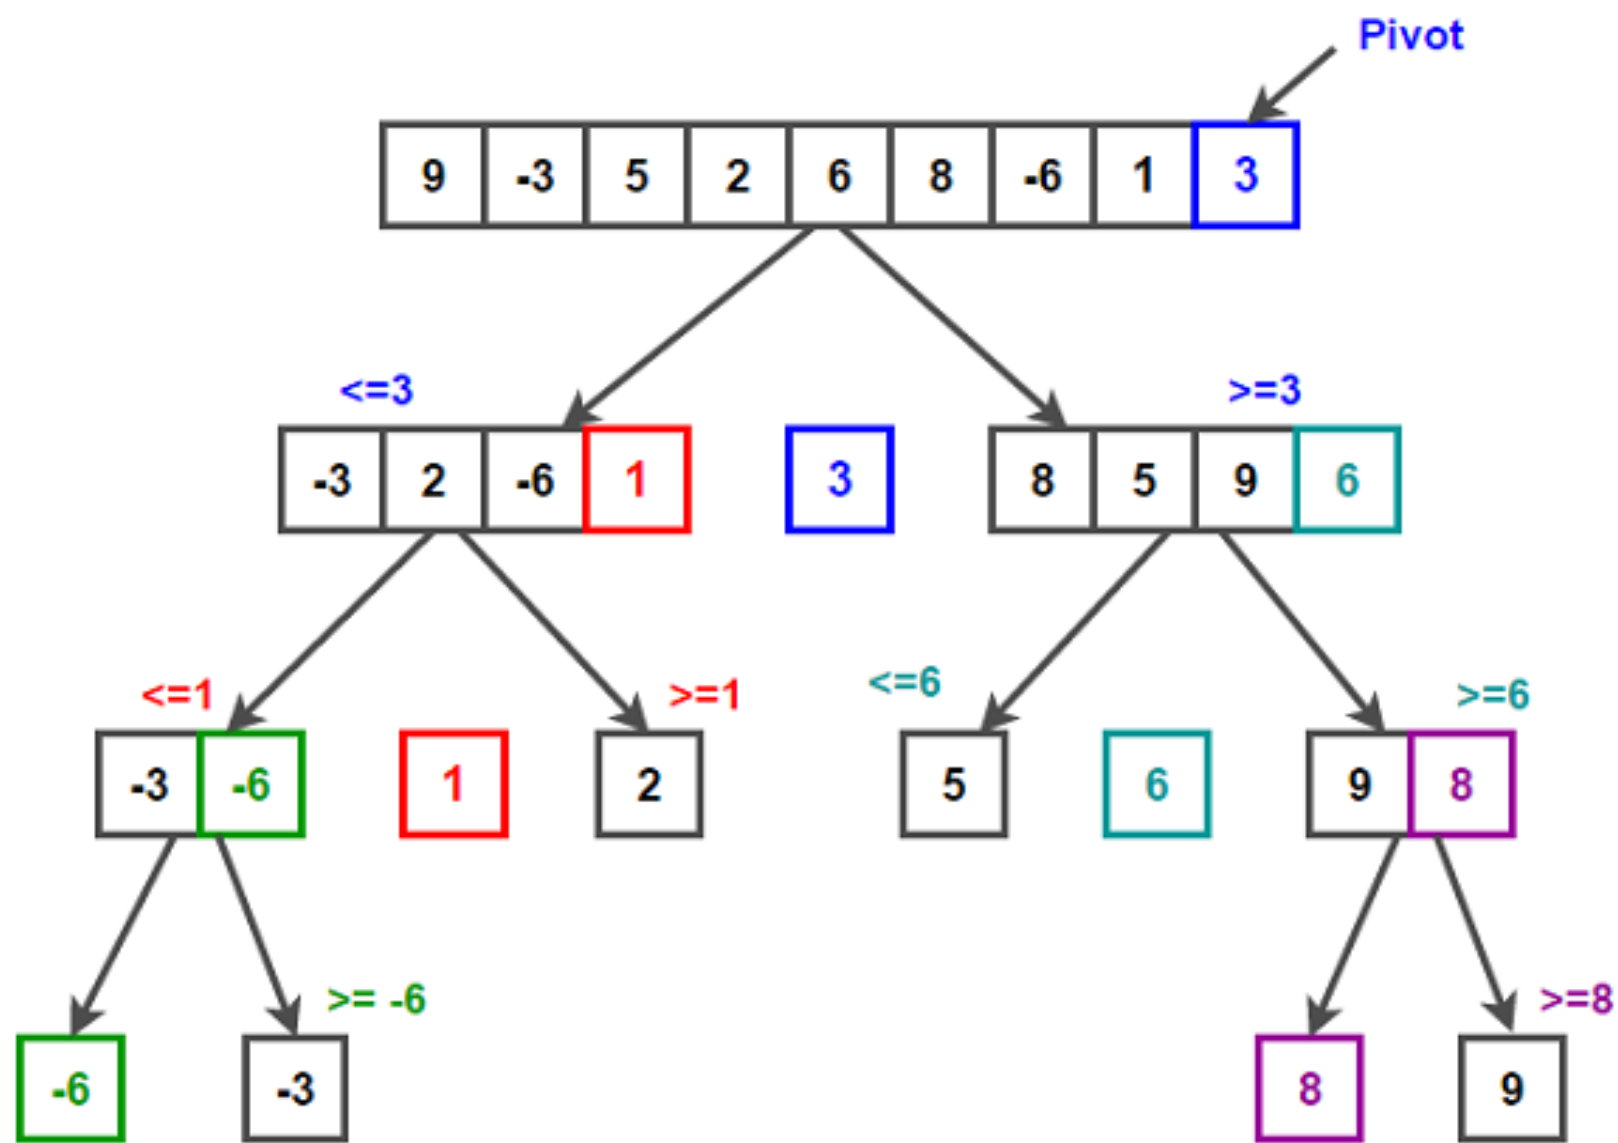 Pivot
9 -3 5 2 6 8 -6 1 3
<=3 >=3
-3 2 -6 1 3 8 5 9 6
<=1 >=1 <=6 >=6
-3 -6 1 2 5 6 9 8
>= -6 >=8
-6 -3 8 9